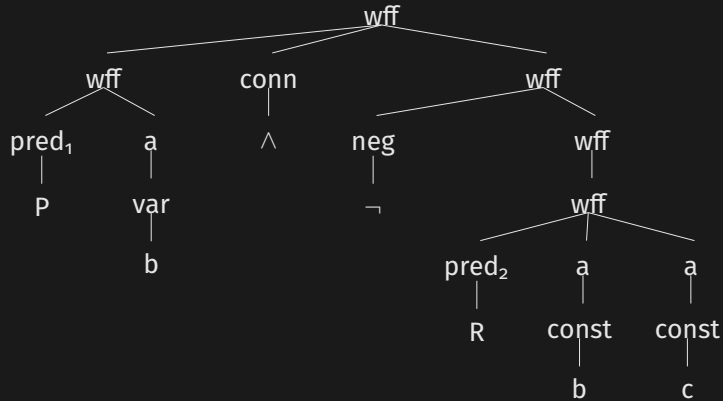 wff
wff conn wff
pred₁ a ∧ neg wff
P var ¬ wff
b pred₂ a a
R const const
b c